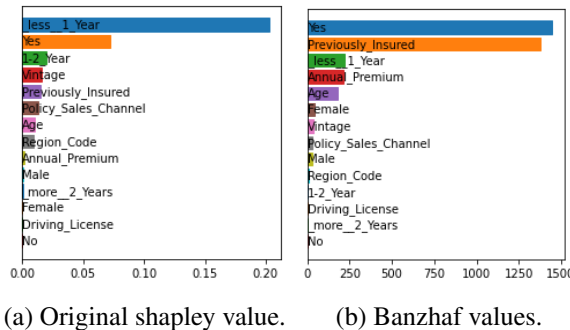 _less__1_Year
Yes
1-2_Year
Vintage
Previously_Insured
Policy_Sales_Channel
Age
Region_Code
Annual_Premium
Male
_more__2_Years
Female
Driving_License
No
0.00 0.05 0.10 0.15 0.20
(a) Original shapley value.
Yes
Previously_Insured
_less__1_Year
Annual_Premium
Age
Female
Vintage
Policy_Sales_Channel
Male
Region_Code
1-2_Year
Driving_License
_more__2_Years
No
0 250 500 750 1000 1250 1500
(b) Banzhaf values.